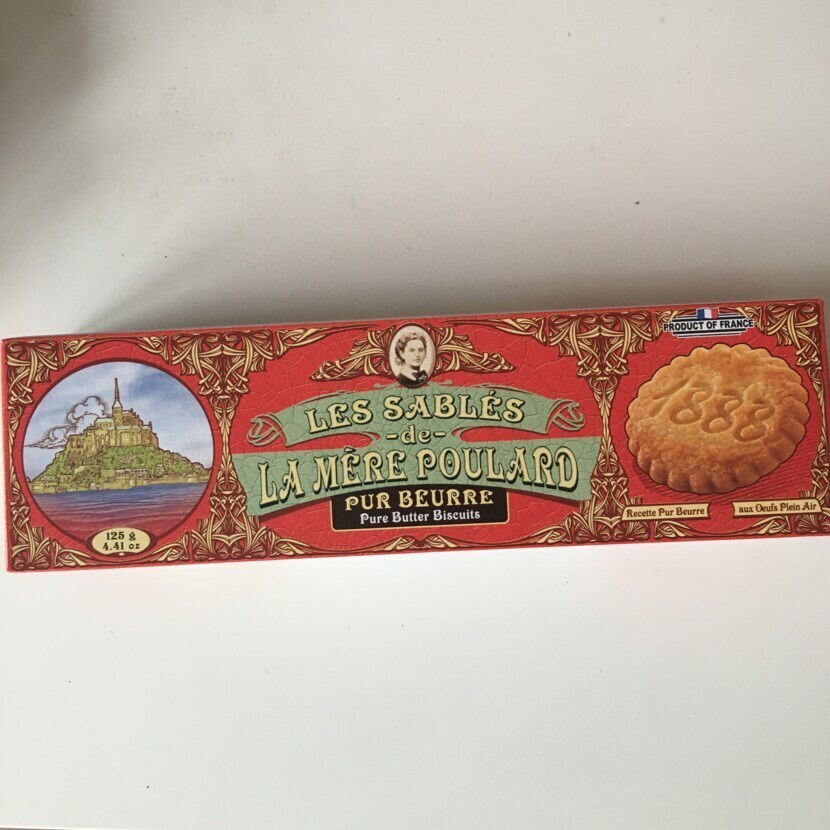 PRODUCT OF FRANCE
LES SABLÉS
-de-
LA MÈRE POULARD
PUR BEURRE
Pure Butter Biscuits
125 g
4.41 oz
1888
Recette Pur Beurre
aux Oeufs Plein Air